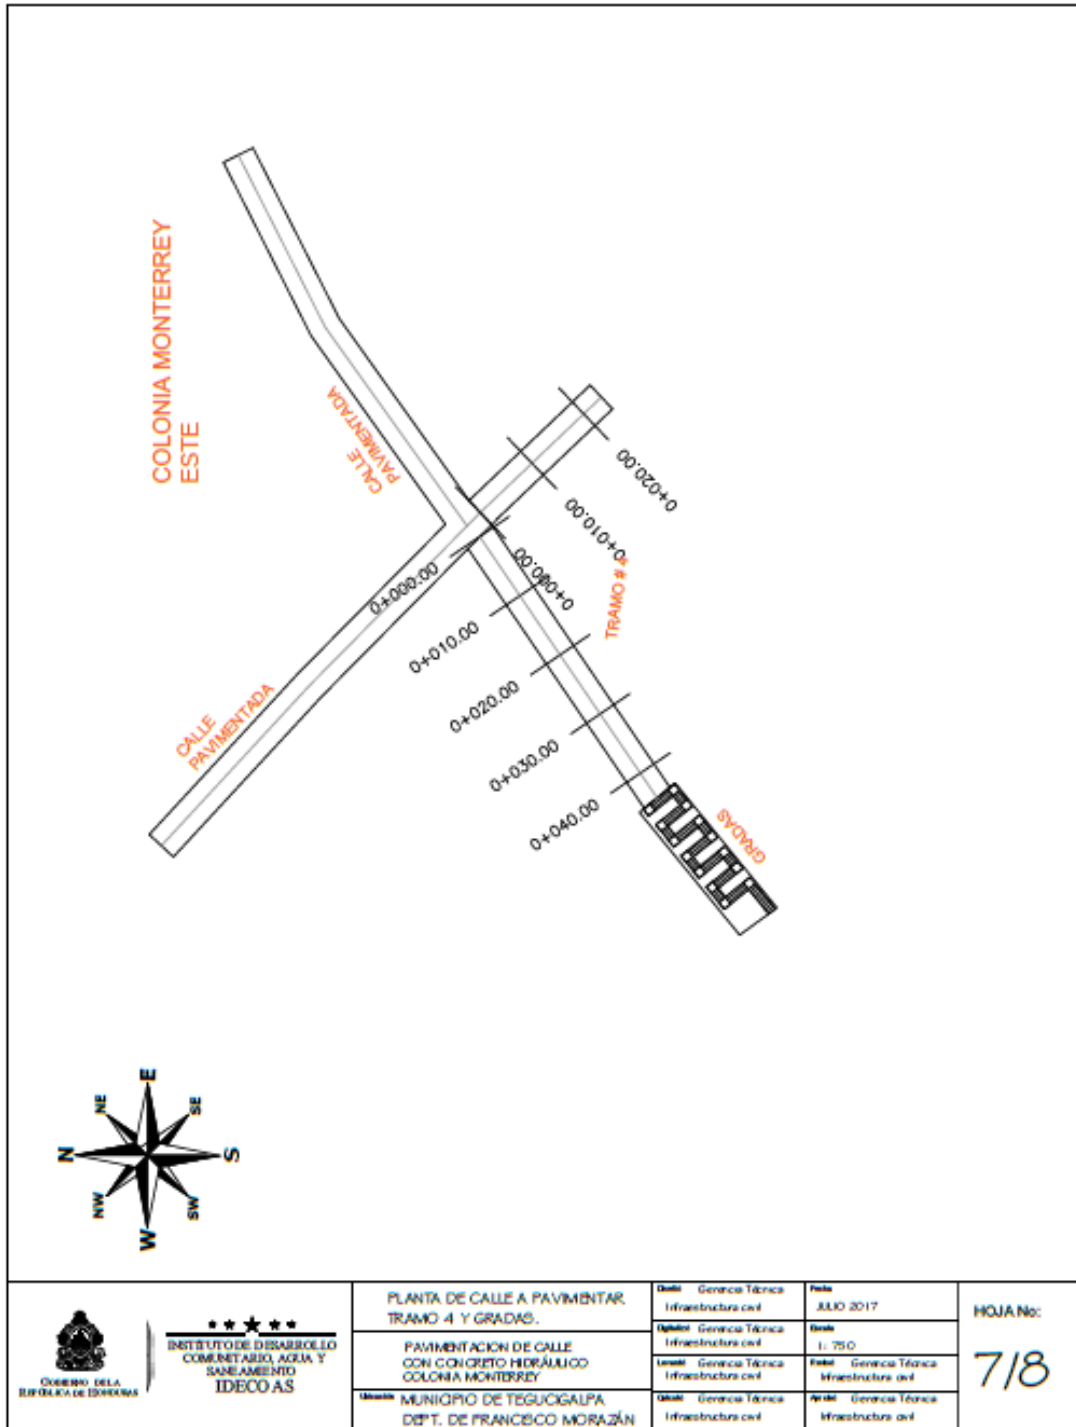 COLONIA MONTERREY
ESTE
CALLE
PAVIMENTADA
0+020.00
0+010.00
0+000.00
TRAMO # 4
0+000.00
0+010.00
0+020.00
0+030.00
0+040.00
CALLE
PAVIMENTADA
GRADAS
E
NE
SE
N
S
NW
SW
W
GOBIERNO DE LA
REPÚBLICA DE HONDURAS
INSTITUTO DE DESARROLLO
COMUNITARIO, AGUA Y
SANEAMIENTO
IDECOAS
PLANTA DE CALLE A PAVIMENTAR
TRAMO 4 Y GRADAS.
PAVIMENTACION DE CALLE
CON CONCRETO HIDRÁULICO
COLONIA MONTERREY
MUNICIPIO DE TEGUCIGALPA
DEPT. DE FRANCISCO MORAZÁN
Gerencia Técnica
Infraestructura civil
Gerencia Técnica
Infraestructura civil
Gerencia Técnica
Infraestructura civil
Gerencia Técnica
Infraestructura civil
JULIO 2017
1: 750
Gerencia Técnica
Infraestructura civil
Gerencia Técnica
Infraestructura civil
HOJA No:
7/8